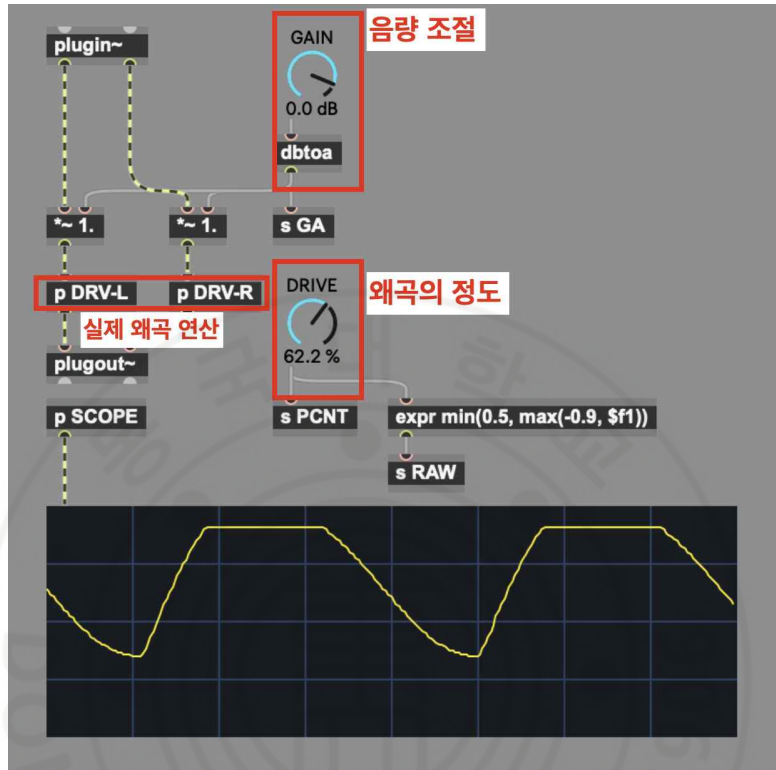 plugin~
GAIN
음량 조절
0.0 dB
dbtoa
*~ 1.
*~ 1.
s GA
p DRV-L
p DRV-R
DRIVE
왜곡의 정도
실제 왜곡 연산
62.2 %
plugout~
p SCOPE
s PCNT
expr min(0.5, max(-0.9, $f1))
s RAW